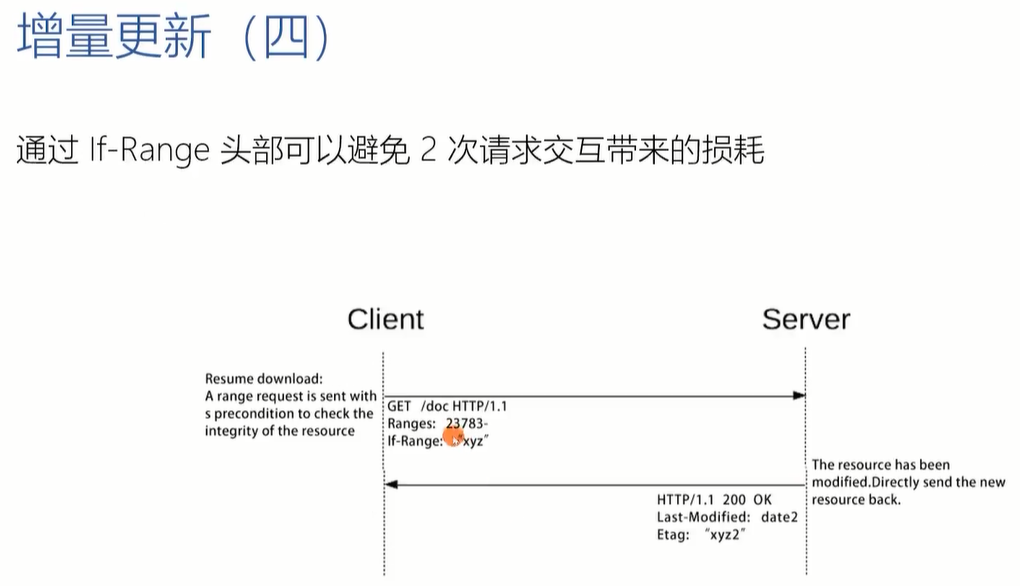 增量更新（四）
通过 If-Range 头部可以避免 2 次请求交互带来的损耗
Client
Server
Resume download:
A range request is sent with
s precondition to check the
integrity of the resource
GET /doc HTTP/1.1
Ranges: 23783-
If-Range: "xyz"
The resource has been
modified.Directly send the new
resource back.
HTTP/1.1 200 OK
Last-Modified: date2
Etag: "xyz2"